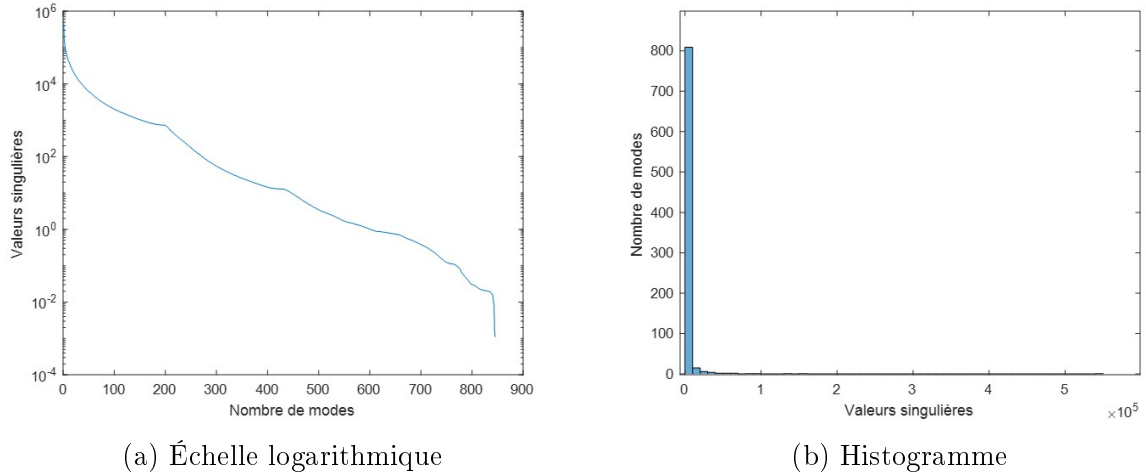 10^6
10^4
10^2
10^0
10^-2
10^-4
Valeurs singulières
0 100 200 300 400 500 600 700 800 900
Nombre de modes
(a) Échelle logarithmique
800
700
600
500
400
300
200
100
0
Nombre de modes
0 1 2 3 4 5
×10^5
Valeurs singulières
(b) Histogramme